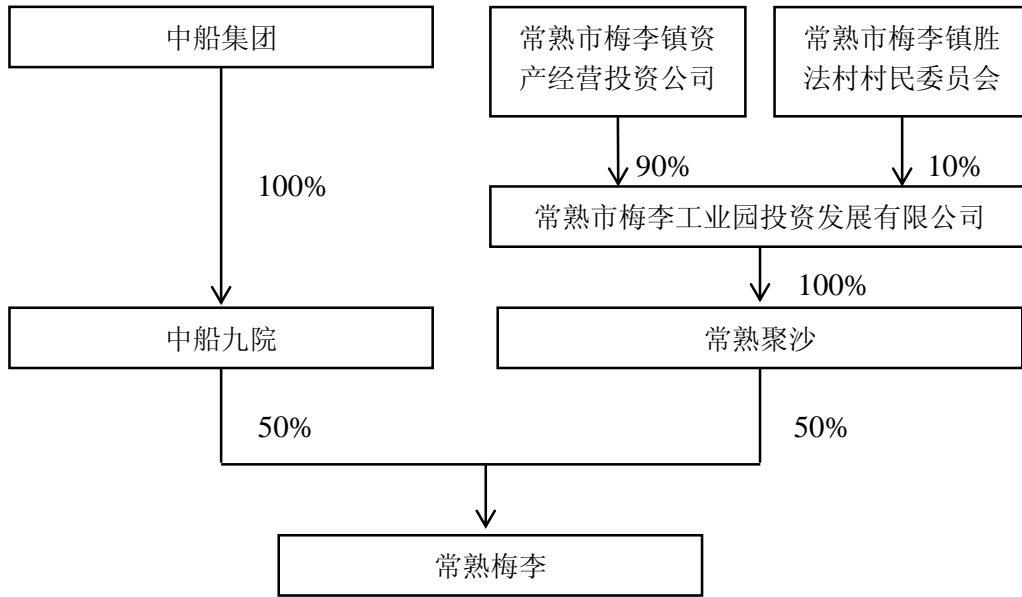 中船集团
常熟市梅李镇资
产经营投资公司
常熟市梅李镇胜
法村村民委员会
100%
90%
10%
常熟市梅李工业园投资发展有限公司
100%
中船九院
常熟聚沙
50%
50%
常熟梅李